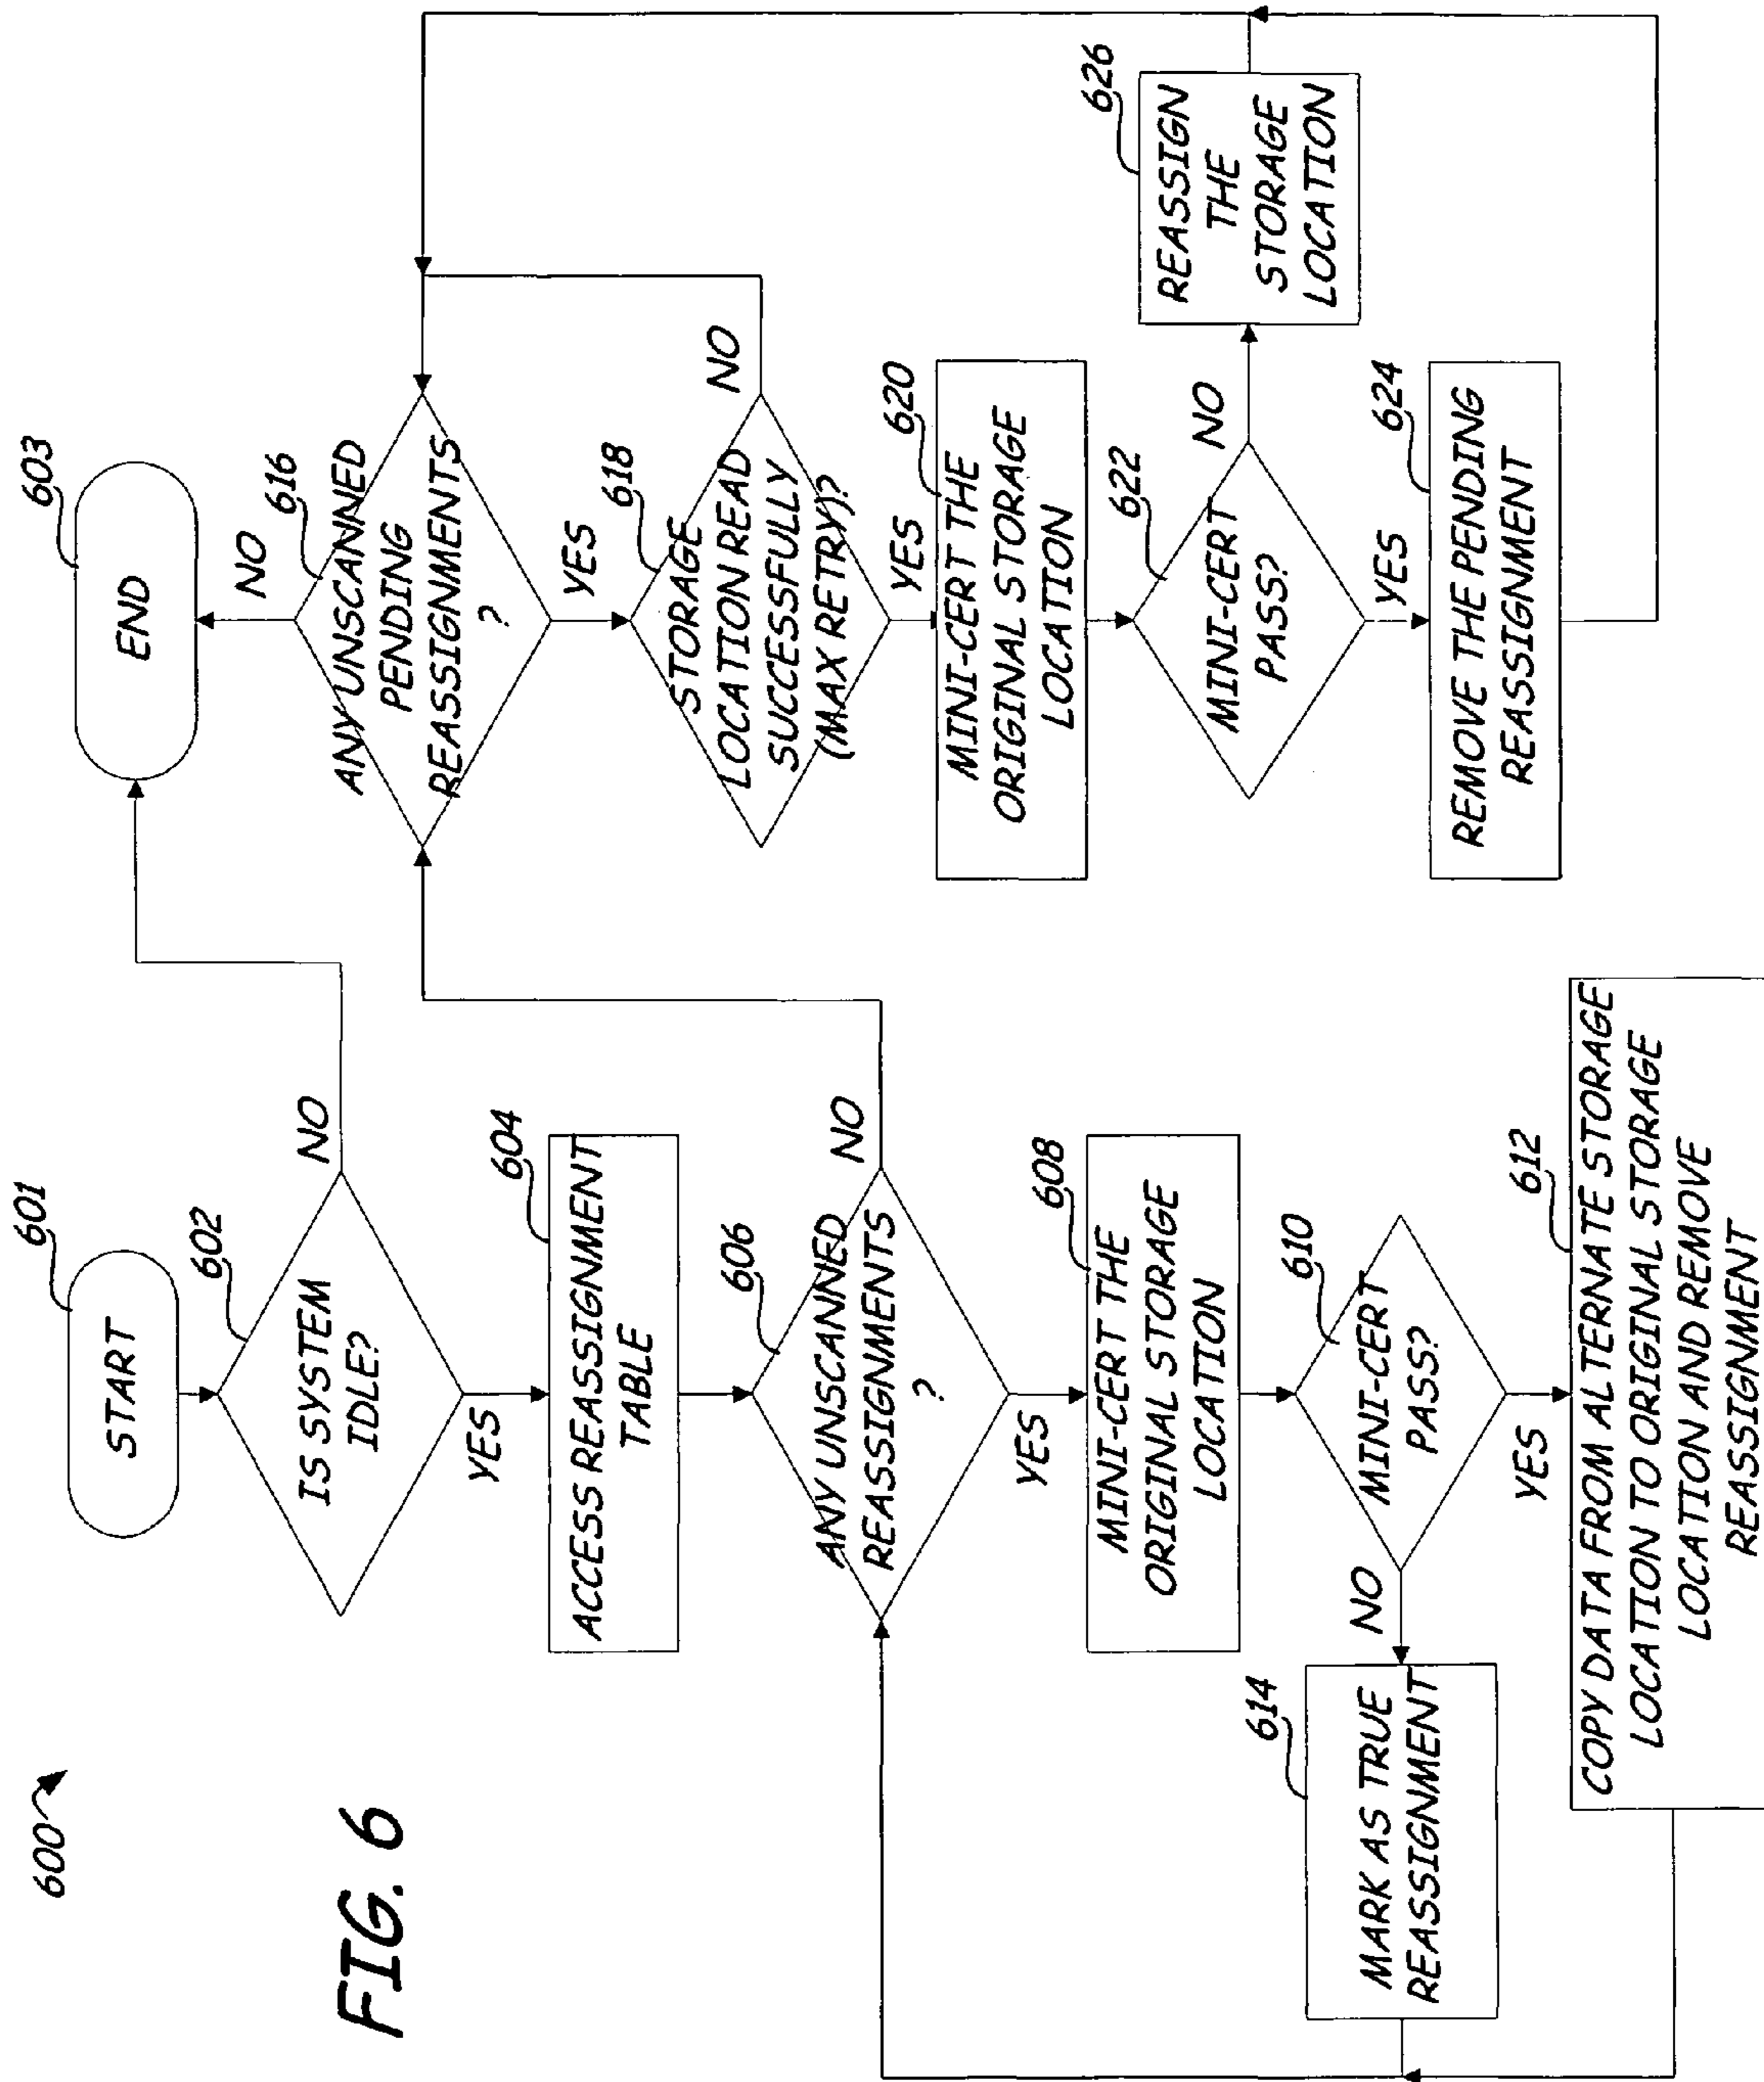 600
FIG. 6
601
START
602
IS SYSTEM
IDLE?
NO
YES
604
ACCESS REASSIGNMENT
TABLE
606
ANY UNSCANNED
REASSIGNMENTS
?
NO
YES
608
MINI-CERT THE
ORIGINAL STORAGE
LOCATION
610
MINI-CERT
PASS?
NO
YES
614
MARK AS TRUE
REASSIGNMENT
612
COPY DATA FROM ALTERNATE STORAGE
LOCATION TO ORIGINAL STORAGE
LOCATION AND REMOVE
REASSIGNMENT
603
END
NO
616
ANY UNSCANNED
PENDING
REASSIGNMENTS
?
YES
618
STORAGE
LOCATION READ
SUCCESSFULLY
(MAX RETRY)?
NO
YES
620
MINI-CERT THE
ORIGINAL STORAGE
LOCATION
622
MINI-CERT
PASS?
NO
YES
626
REASSIGN
THE
STORAGE
LOCATION
624
REMOVE THE PENDING
REASSIGNMENT